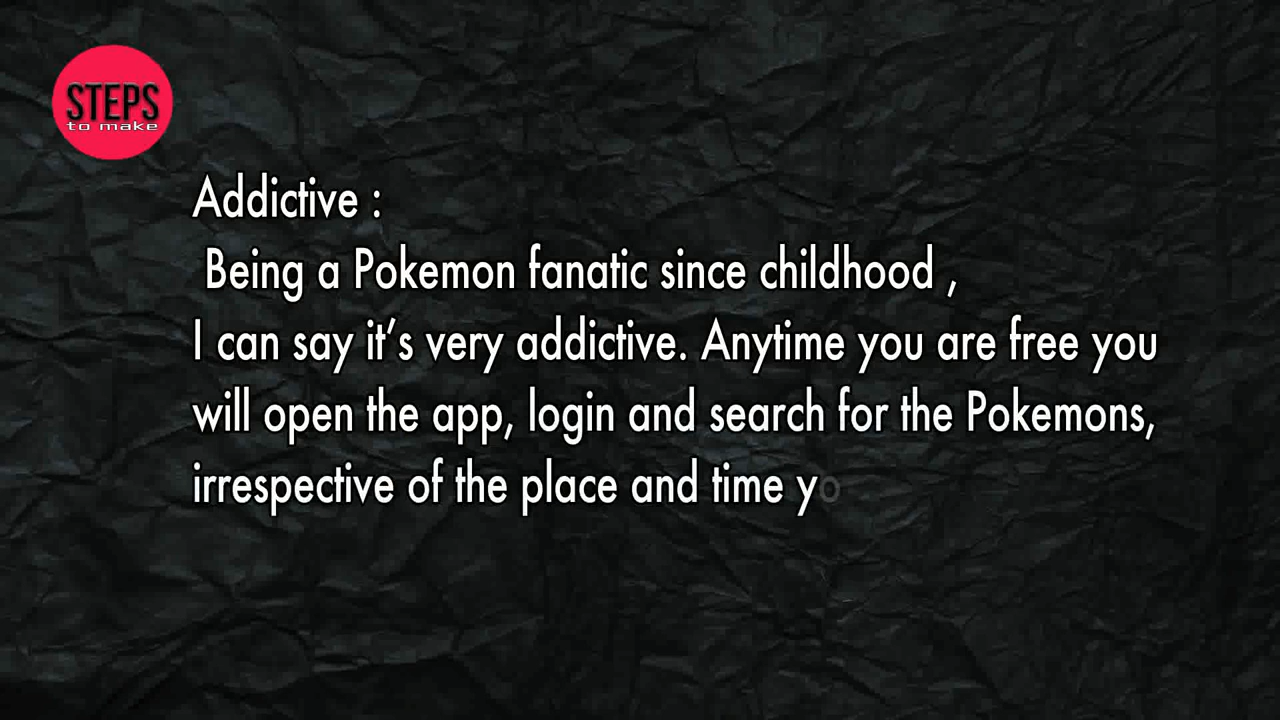 STEPS
to make
Addictive :
Being a Pokemon fanatic since childhood ,
I can say it’s very addictive. Anytime you are free you
will open the app, login and search for the Pokemons,
irrespective of the place and time yo